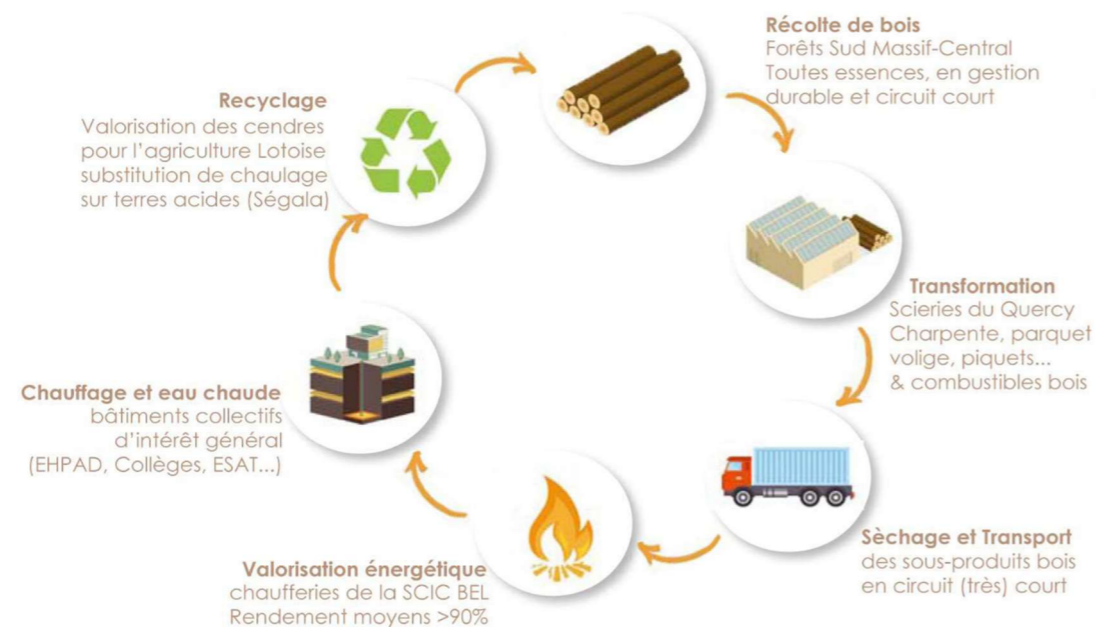 Récolte de bois
Forêts Sud Massif-Central
Toutes essences, en gestion
durable et circuit court
Transformation
Scieries du Quercy
Charpente, parquet
volige, piquets...
& combustibles bois
Sèchage et Transport
des sous-produits bois
en circuit (très) court
Valorisation énergétique
chaufferies de la SCIC BEL
Rendement moyens >90%
Chauffage et eau chaude
bâtiments collectifs
d'intérêt général
(EHPAD, Collèges, ESAT...)
Recyclage
Valorisation des cendres
pour l'agriculture Lotoise
substitution de chaulage
sur terres acides (Ségala)